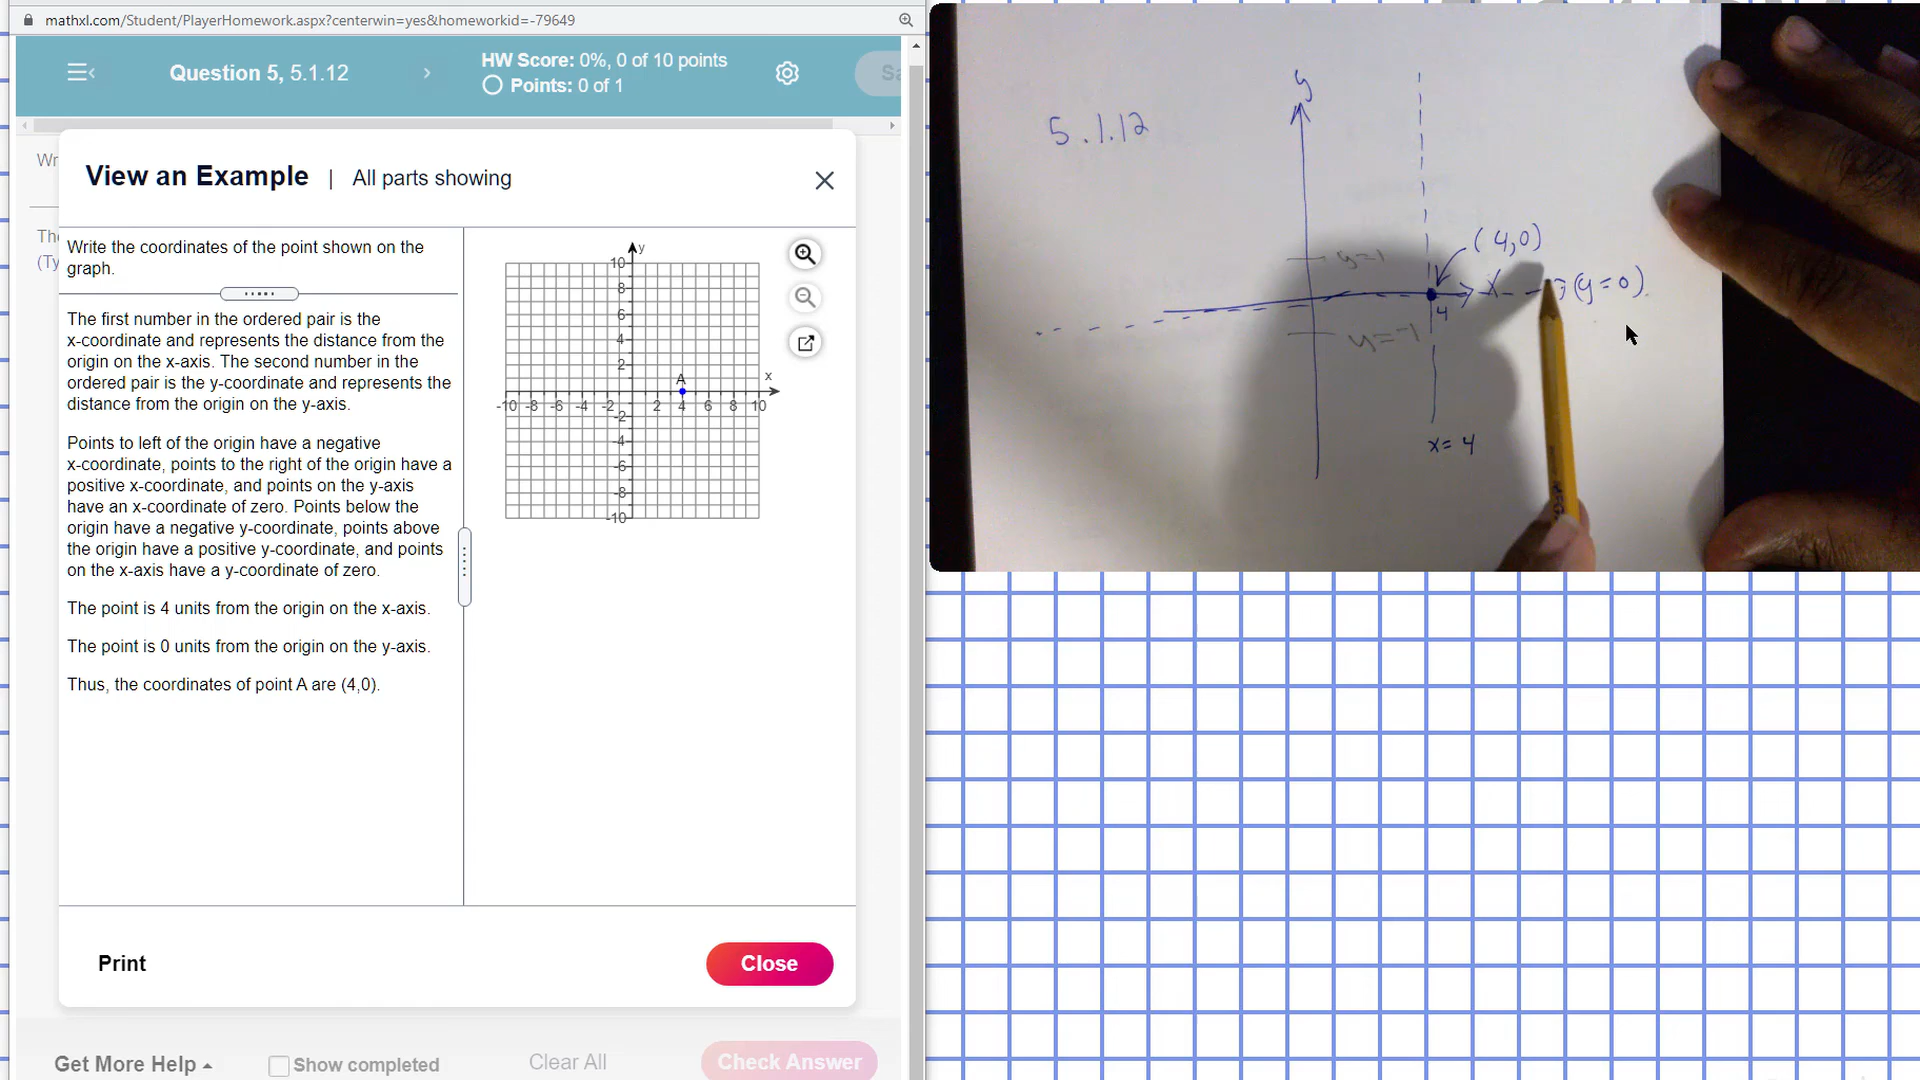 mathxl.com/Student/PlayerHomework.aspx?centerwin=yes&homeworkid=-79649
Question 5, 5.1.12
HW Score: 0%, 0 of 10 points
Points: 0 of 1
Wr
The
(Ty
View an Example | All parts showing
Write the coordinates of the point shown on the
graph.
The first number in the ordered pair is the
x-coordinate and represents the distance from the
origin on the x-axis. The second number in the
ordered pair is the y-coordinate and represents the
distance from the origin on the y-axis.
Points to left of the origin have a negative
x-coordinate, points to the right of the origin have a
positive x-coordinate, and points on the y-axis
have an x-coordinate of zero. Points below the
origin have a negative y-coordinate, points above
the origin have a positive y-coordinate, and points
on the x-axis have a y-coordinate of zero.
The point is 4 units from the origin on the x-axis.
The point is 0 units from the origin on the y-axis.
Thus, the coordinates of point A are (4,0).
y
10
8
6
4
2
A
x
-10 -8 -6 -4 -2 2 4 6 8 10
-2
-4
-6
-8
-10
Print
Close
Get More Help
Show completed
Clear All
Check Answer
5.1.12
y
(4,0)
y=1
x
(y=0)
4
y=-1
x=4